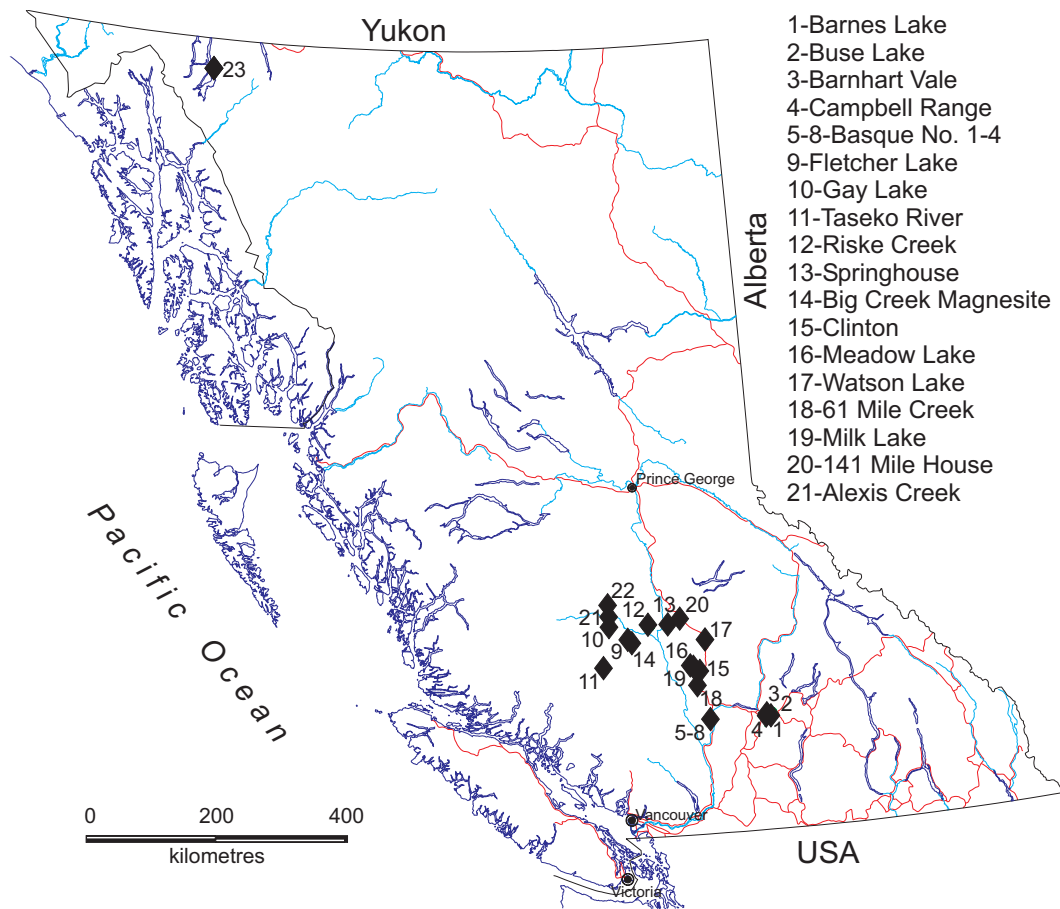 Yukon
1-Barnes Lake
2-Buse Lake
3-Barnhart Vale
4-Campbell Range
5-8-Basque No. 1-4
9-Fletcher Lake
10-Gay Lake
11-Taseko River
12-Riske Creek
13-Springhouse
14-Big Creek Magnesite
15-Clinton
16-Meadow Lake
17-Watson Lake
18-61 Mile Creek
19-Milk Lake
20-141 Mile House
21-Alexis Creek
23
Alberta
Prince George
Pacific Ocean
22
12
13
20
21
10
9
14
17
16
11
15
19
18
3
2
5-8
4
1
0 200 400
kilometres
Vancouver
USA
Victoria